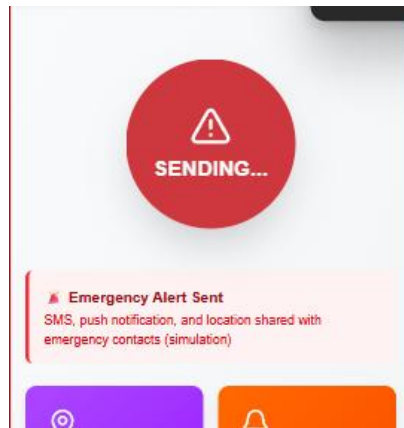 SENDING...
Emergency Alert Sent
SMS, push notification, and location shared with
emergency contacts (simulation)